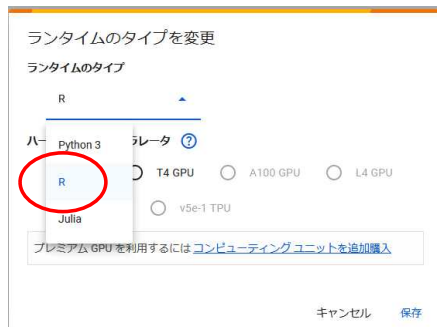 ランタイムのタイプを変更
ランタイムのタイプ
R
Python 3
R
Julia
ハー
ラレータ ?
T4 GPU
A100 GPU
L4 GPU
v5e-1 TPU
プレミアム GPU を利用するには コンピューティング ユニットを追加購入
キャンセル 保存